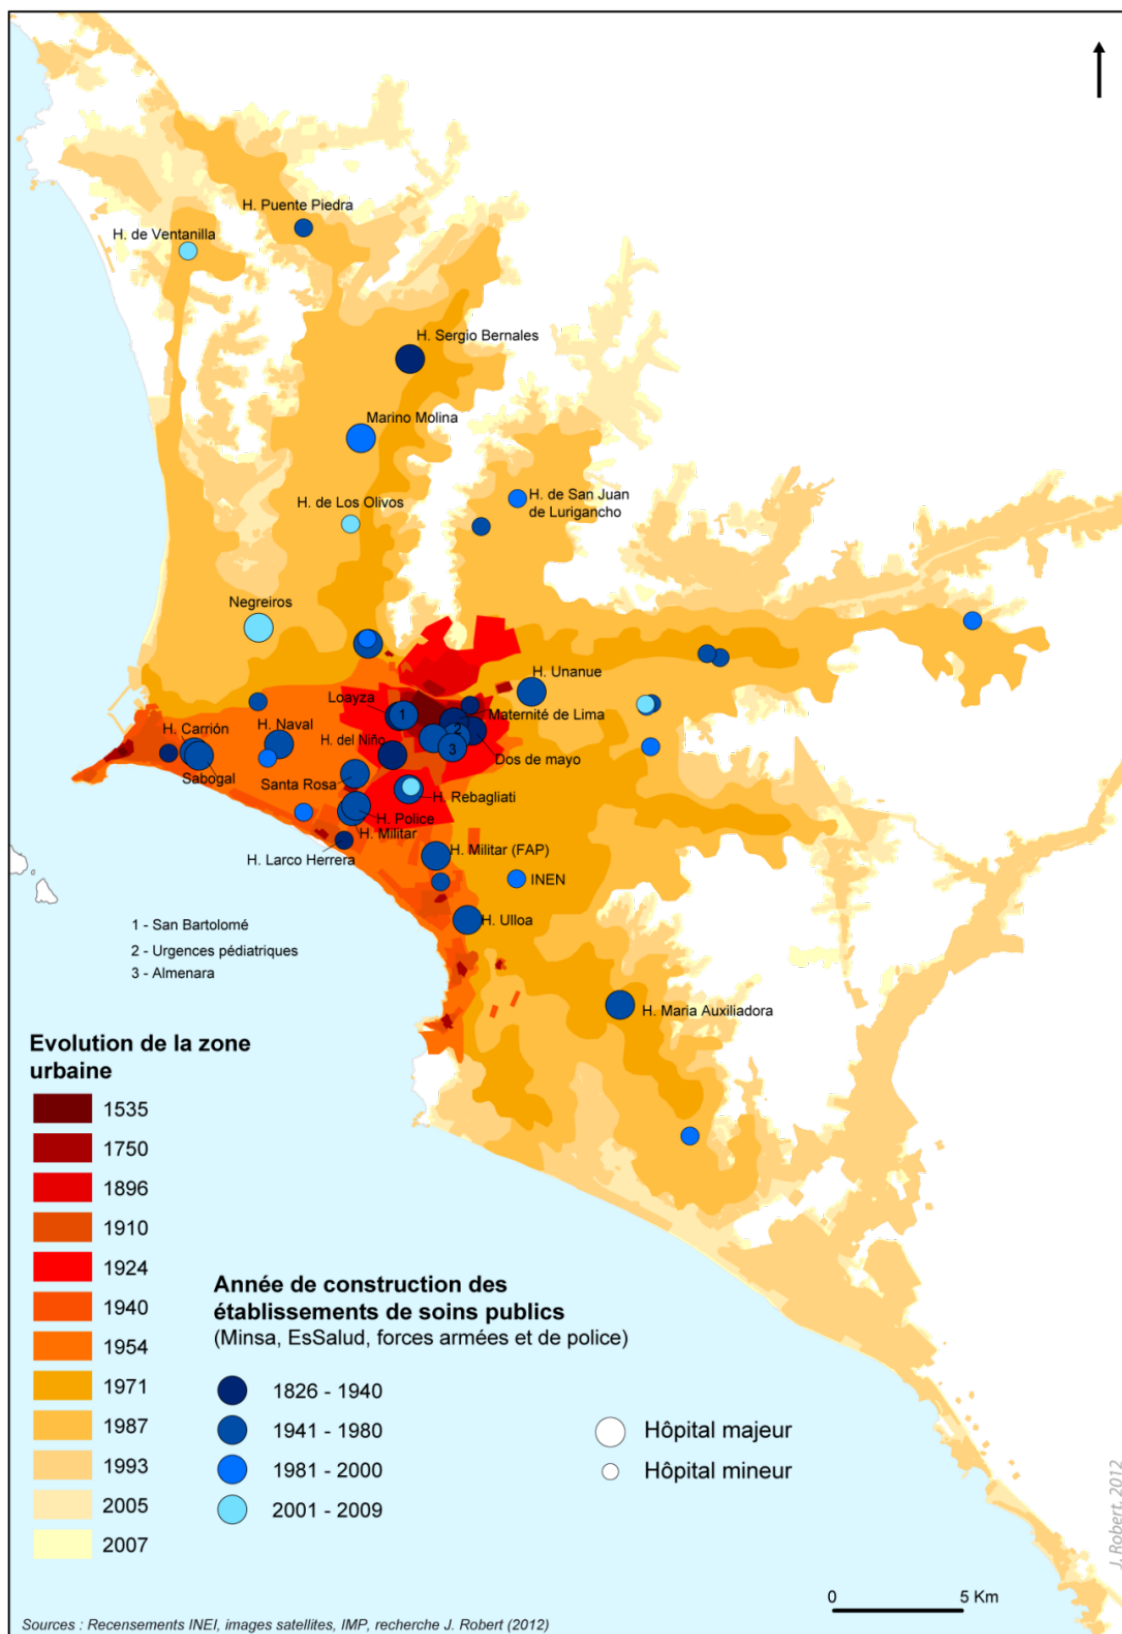 H. Puente Piedra
H. de Ventanilla
H. Sergio Bernales
Marino Molina
H. de Los Olivos
H. de San Juan
de Lurigancho
Negreiros
H. Unanue
Loayza
1
Maternité de Lima
H. Carrión
H. Naval
2
H. del Niño
3
Dos de mayo
Sabogal
Santa Rosa
H. Rebagliati
H. Police
H. Militar
H. Larco Herrera
H. Militar (FAP)
INEN
H. Ulloa
1 - San Bartolomé
2 - Urgences pédiatriques
3 - Almenara
H. Maria Auxiliadora
Evolution de la zone
urbaine
1535
1750
1896
1910
1924
1940
1954
1971
1987
1993
2005
2007
Année de construction des
établissements de soins publics
(Minsa, EsSalud, forces armées et de police)
1826 - 1940
1941 - 1980
1981 - 2000
2001 - 2009
Hôpital majeur
Hôpital mineur
J. Robert, 2012
0 5 Km
Sources : Recensements INEI, images satellites, IMP, recherche J. Robert (2012)